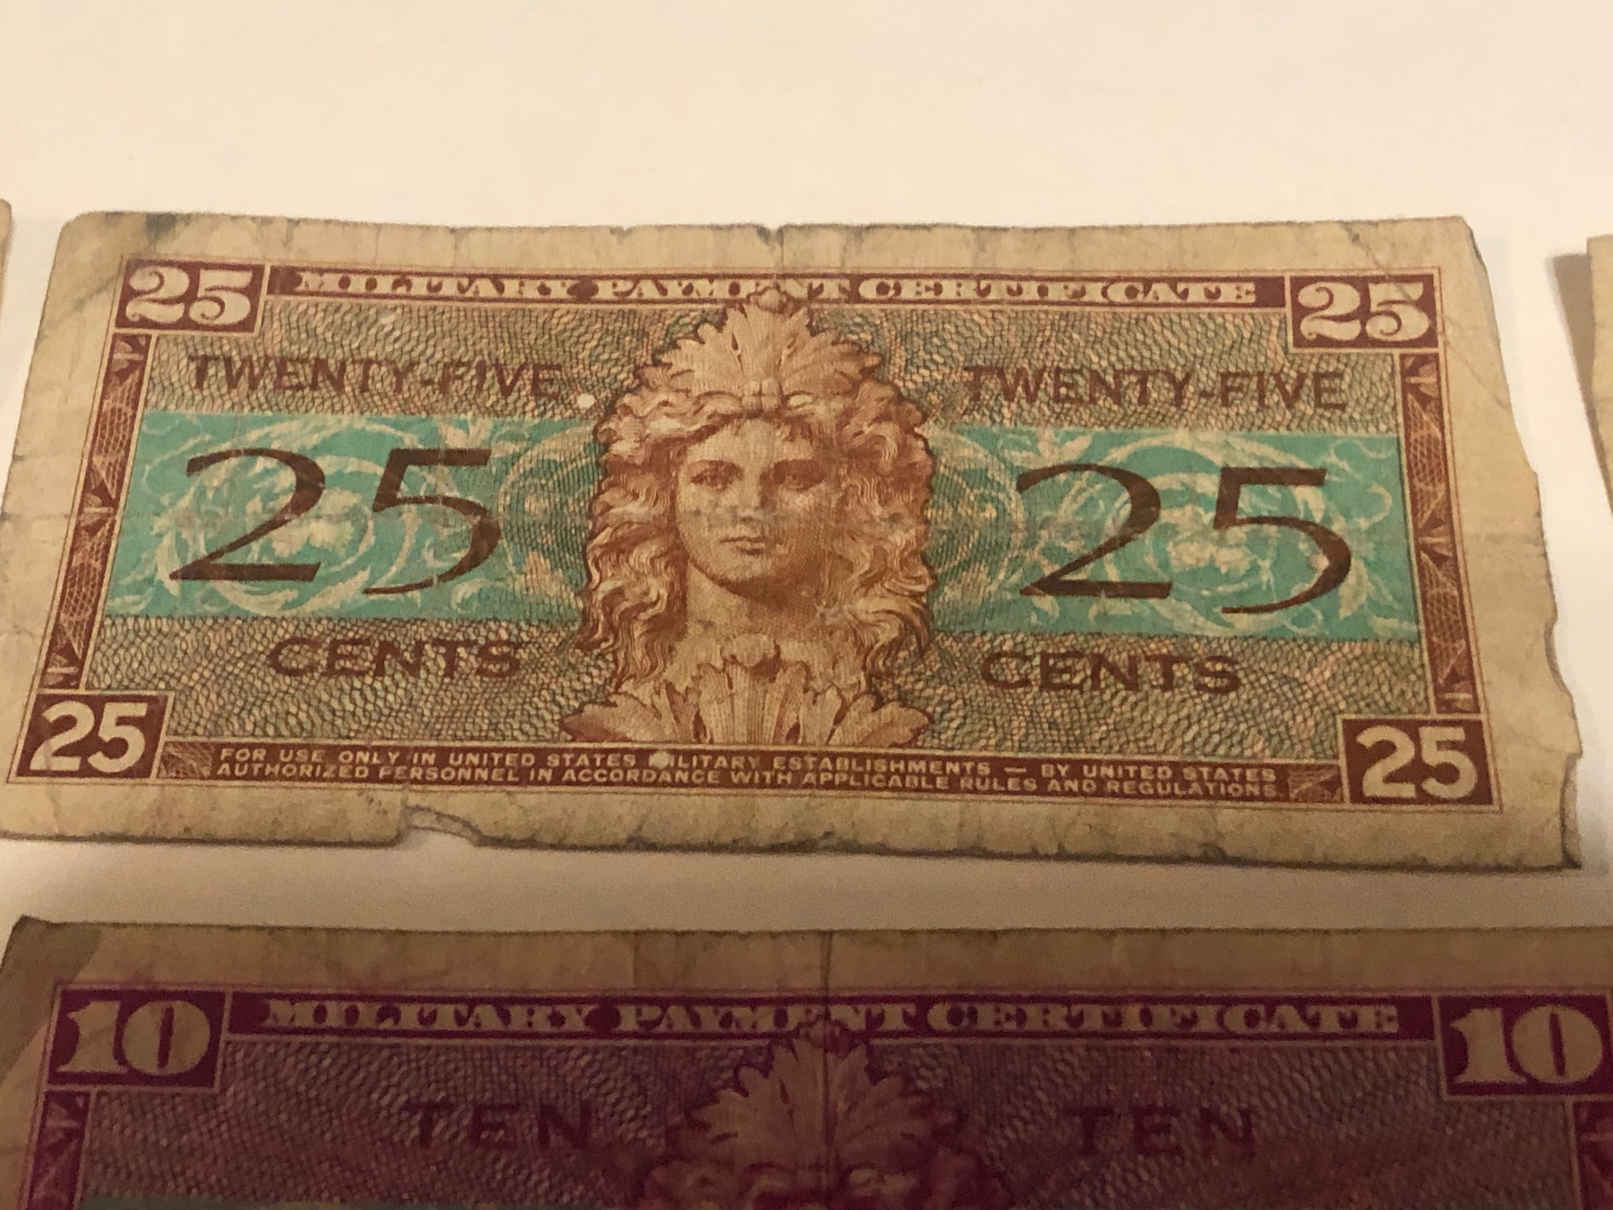 25 MILITARY PAYMENT CERTIFICATE 25
TWENTY-FIVE TWENTY-FIVE
25 25
CENTS CENTS
25 25
FOR USE ONLY IN UNITED STATES MILITARY ESTABLISHMENTS — BY UNITED STATES
AUTHORIZED PERSONNEL IN ACCORDANCE WITH APPLICABLE RULES AND REGULATIONS.
10 MILITARY PAYMENT CERTIFICATE 10
TEN TEN